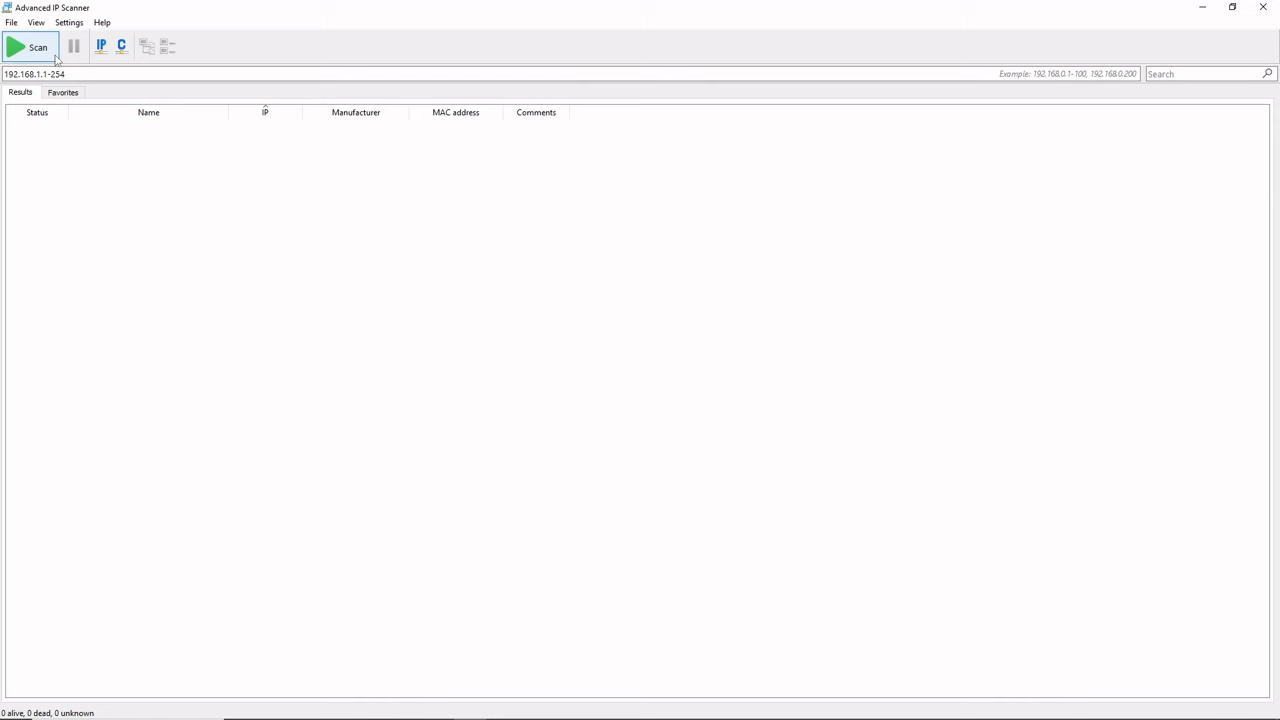 Advanced IP Scanner
File View Settings Help
Scan IP C
192.168.1.1-254 Example: 192.168.0.1-100, 192.168.0.200 Search
Results Favorites
Status Name IP Manufacturer MAC address Comments
0 alive, 0 dead, 0 unknown